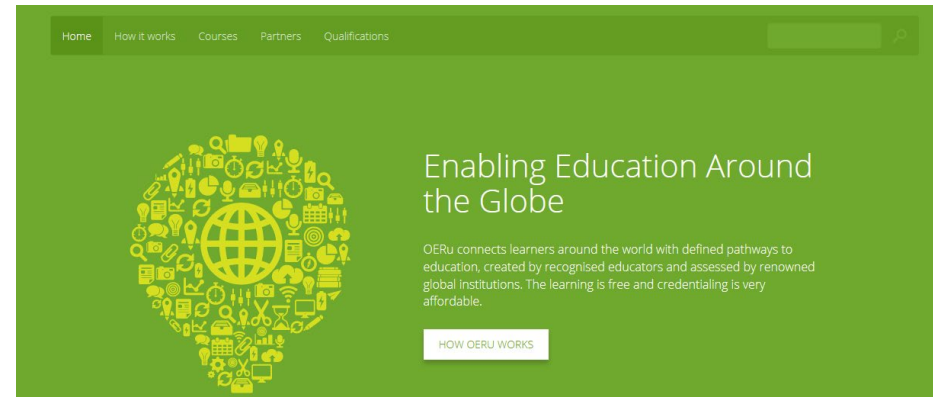 Home How it works Courses Partners Qualifications
Enabling Education Around
the Globe
OERu connects learners around the world with defined pathways to
education, created by recognised educators and assessed by renowned
global institutions. The learning is free and credentialing is very
affordable.
HOW OERU WORKS